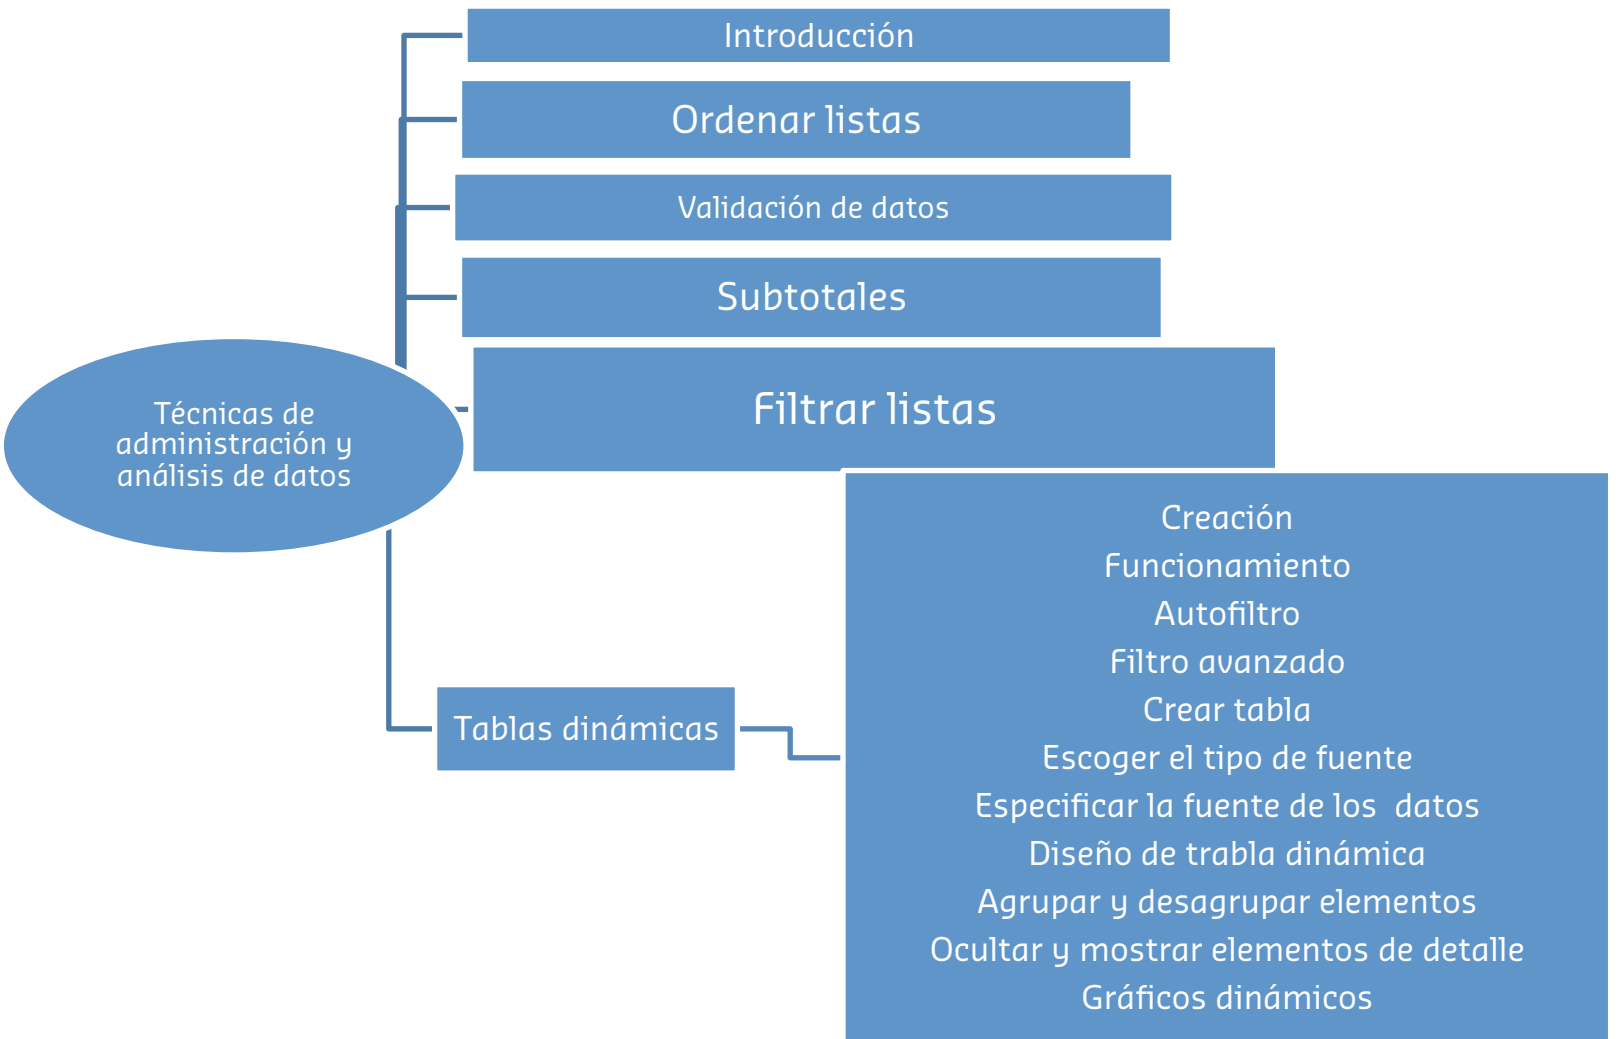 Introducción
Ordenar listas
Validación de datos
Subtotales
Filtrar listas
Técnicas de
administración y
análisis de datos
Tablas dinámicas
Creación
Funcionamiento
Autofiltro
Filtro avanzado
Crear tabla
Escoger el tipo de fuente
Especificar la fuente de los datos
Diseño de trabla dinámica
Agrupar y desagrupar elementos
Ocultar y mostrar elementos de detalle
Gráficos dinámicos